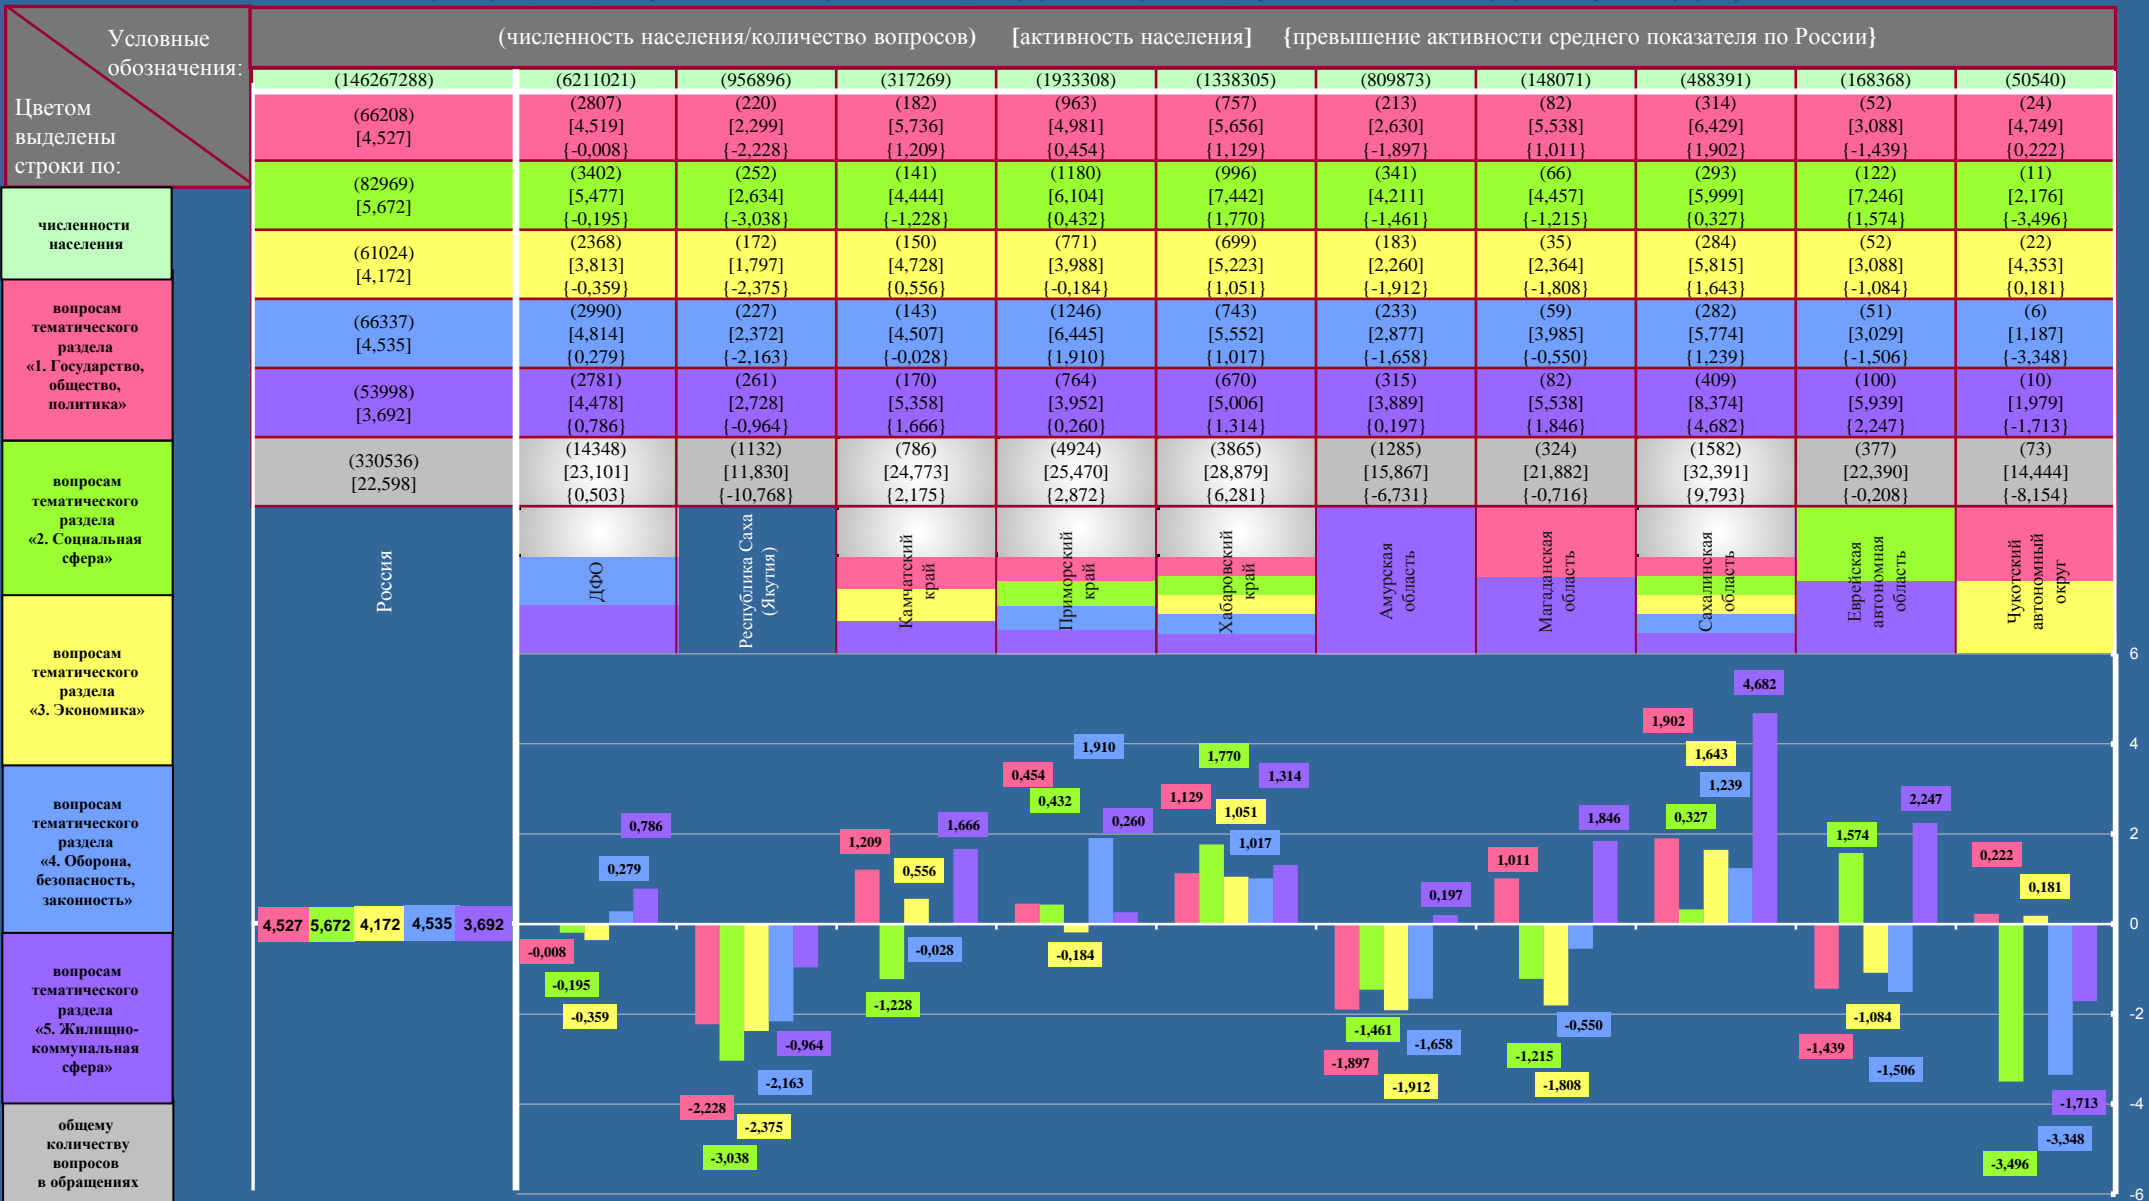 Условные
обозначения:
Цветом
выделены
строки по:
(численность населения/количество вопросов) [активность населения] {превышение активности среднего показателя по России}
(146267288) (6211021) (956896) (317269) (1933308) (1338305) (809873) (148071) (488391) (168368) (50540)
(66208) (2807) (220) (182) (963) (757) (213) (82) (314) (52) (24)
[4,527] [4,519] [2,299] [5,736] [4,981] [5,656] [2,630] [5,538] [6,429] [3,088] [4,749]
{-0,008} {-2,228} {1,209} {0,454} {1,129} {-1,897} {1,011} {1,902} {-1,439} {0,222}
(82969) (3402) (252) (141) (1180) (996) (341) (66) (293) (122) (11)
[5,672] [5,477] [2,634] [4,444] [6,104] [7,442] [4,211] [4,457] [5,999] [7,246] [2,176]
{-0,195} {-3,038} {-1,228} {0,432} {1,770} {-1,461} {-1,215} {0,327} {1,574} {-3,496}
(61024) (2368) (172) (150) (771) (699) (183) (35) (284) (52) (22)
[4,172] [3,813] [1,797] [4,728] [3,988] [5,223] [2,260] [2,364] [5,815] [3,088] [4,353]
{-0,359} {-2,375} {0,556} {-0,184} {1,051} {-1,912} {-1,808} {1,643} {-1,084} {0,181}
(66337) (2990) (227) (143) (1246) (743) (233) (59) (282) (51) (6)
[4,535] [4,814] [2,372] [4,507] [6,445] [5,552] [2,877] [3,985] [5,774] [3,029] [1,187]
{0,279} {-2,163} {-0,028} {1,910} {1,017} {-1,658} {-0,550} {1,239} {-1,506} {-3,348}
(53998) (2781) (261) (170) (764) (670) (315) (82) (409) (100) (10)
[3,692] [4,478] [2,728] [5,358] [3,952] [5,006] [3,889] [5,538] [8,374] [5,939] [1,979]
{0,786} {-0,964} {1,666} {0,260} {1,314} {0,197} {1,846} {4,682} {2,247} {-1,713}
(330536) (14348) (1132) (786) (4924) (3865) (1285) (324) (1582) (377) (73)
[22,598] [23,101] [11,830] [24,773] [25,470] [28,879] [15,867] [21,882] [32,391] [22,390] [14,444]
{0,503} {-10,768} {2,175} {2,872} {6,281} {-6,731} {-0,716} {9,793} {-0,208} {-8,154}
численности
населения
вопросам
тематического
раздела
«1. Государство,
общество,
политика»
вопросам
тематического
раздела
«2. Социальная
сфера»
вопросам
тематического
раздела
«3. Экономика»
вопросам
тематического
раздела
«4. Оборона,
безопасность,
законность»
вопросам
тематического
раздела
«5. Жилищно-
коммунальная
сфера»
общему
количеству
вопросов
в обращениях
Россия
ДФО
Республика Саха
(Якутия)
Камчатский
край
Приморский
край
Хабаровский
край
Амурская
область
Магаданская
область
Сахалинская
область
Еврейская
автономная
область
Чукотский
автономный
округ
4,527 5,672 4,172 4,535 3,692
-0,008
-0,195
-0,359
0,279
0,786
-2,228
-3,038
-2,375
-2,163
-0,964
1,209
-1,228
0,556
-0,028
1,666
0,454
0,432
-0,184
1,910
0,260
1,129
1,770
1,051
1,017
1,314
-1,897
-1,461
-1,912
-1,658
0,197
1,011
-1,215
-1,808
-0,550
1,846
1,902
0,327
1,643
1,239
4,682
-1,439
1,574
-1,084
-1,506
2,247
0,222
-3,496
0,181
-3,348
-1,713
6
4
2
0
-2
-4
-6